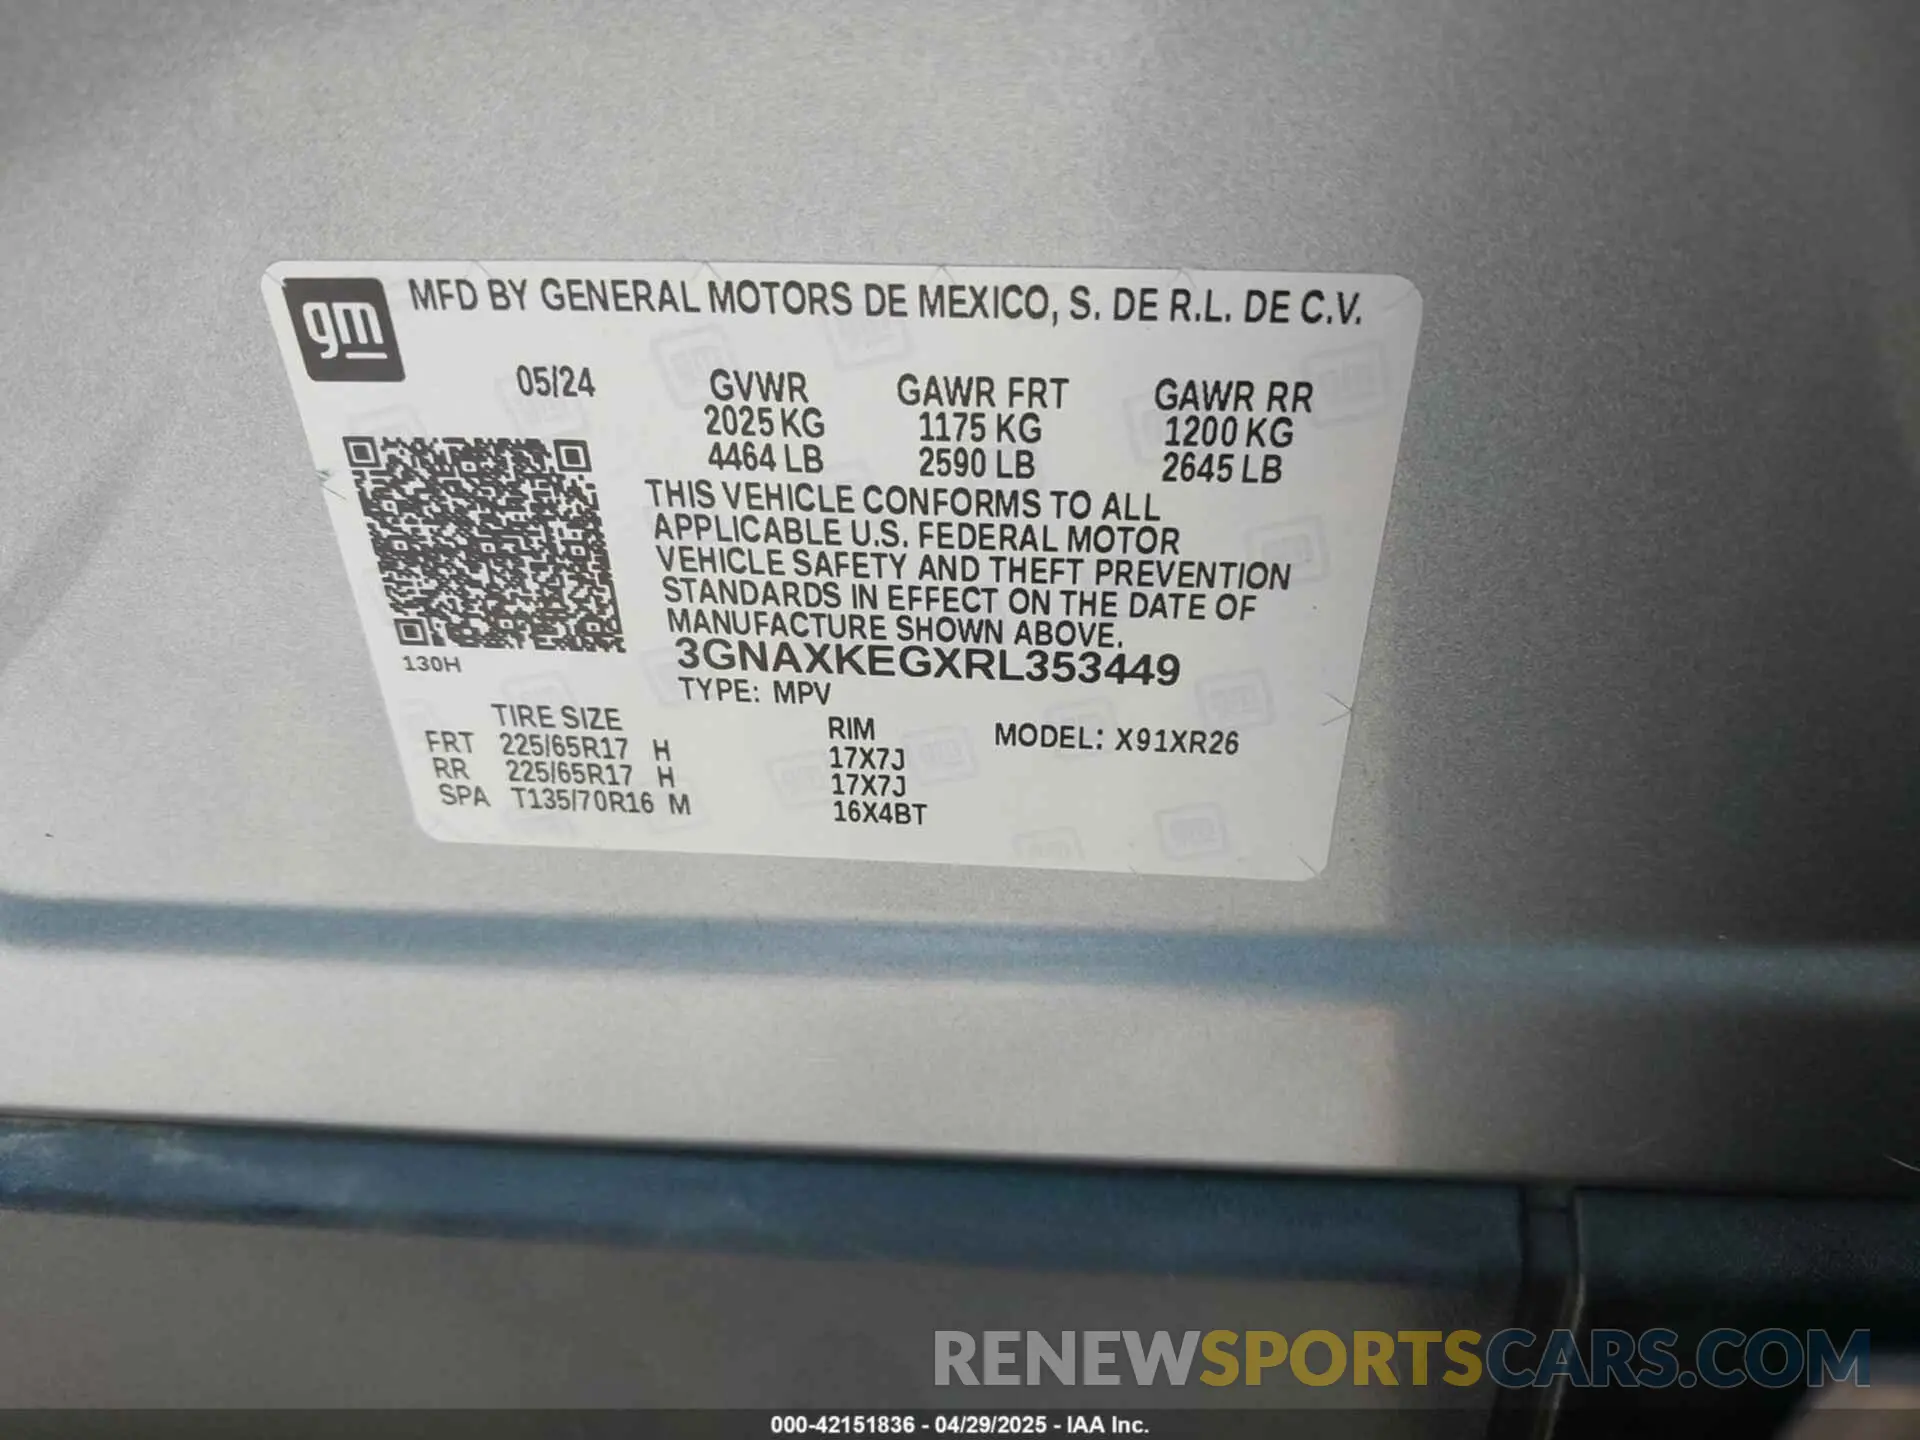 gm
MFD BY GENERAL MOTORS DE MEXICO, S. DE R.L. DE C.V.
05/24
GVWR GAWR FRT GAWR RR
2025 KG 1175 KG 1200 KG
4464 LB 2590 LB 2645 LB
THIS VEHICLE CONFORMS TO ALL
APPLICABLE U.S. FEDERAL MOTOR
VEHICLE SAFETY AND THEFT PREVENTION
STANDARDS IN EFFECT ON THE DATE OF
MANUFACTURE SHOWN ABOVE.
130H
3GNAXKEGXRL353449
TYPE: MPV
TIRE SIZE RIM MODEL: X91XR26
FRT 225/65R17 H 17X7J
RR 225/65R17 H 17X7J
SPA T135/70R16 M 16X4BT
RENEWSPORTSCARS.COM
000-42151836 - 04/29/2025 - IAA Inc.